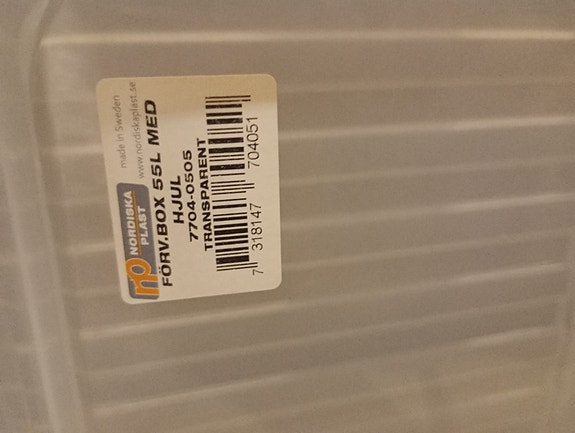 np NORDISKA
PLAST
made in Sweden
www.nordiskaplast.se
FÖRV.BOX 55L MED
HJUL
7704-0505
TRANSPARENT
7 318147 704051